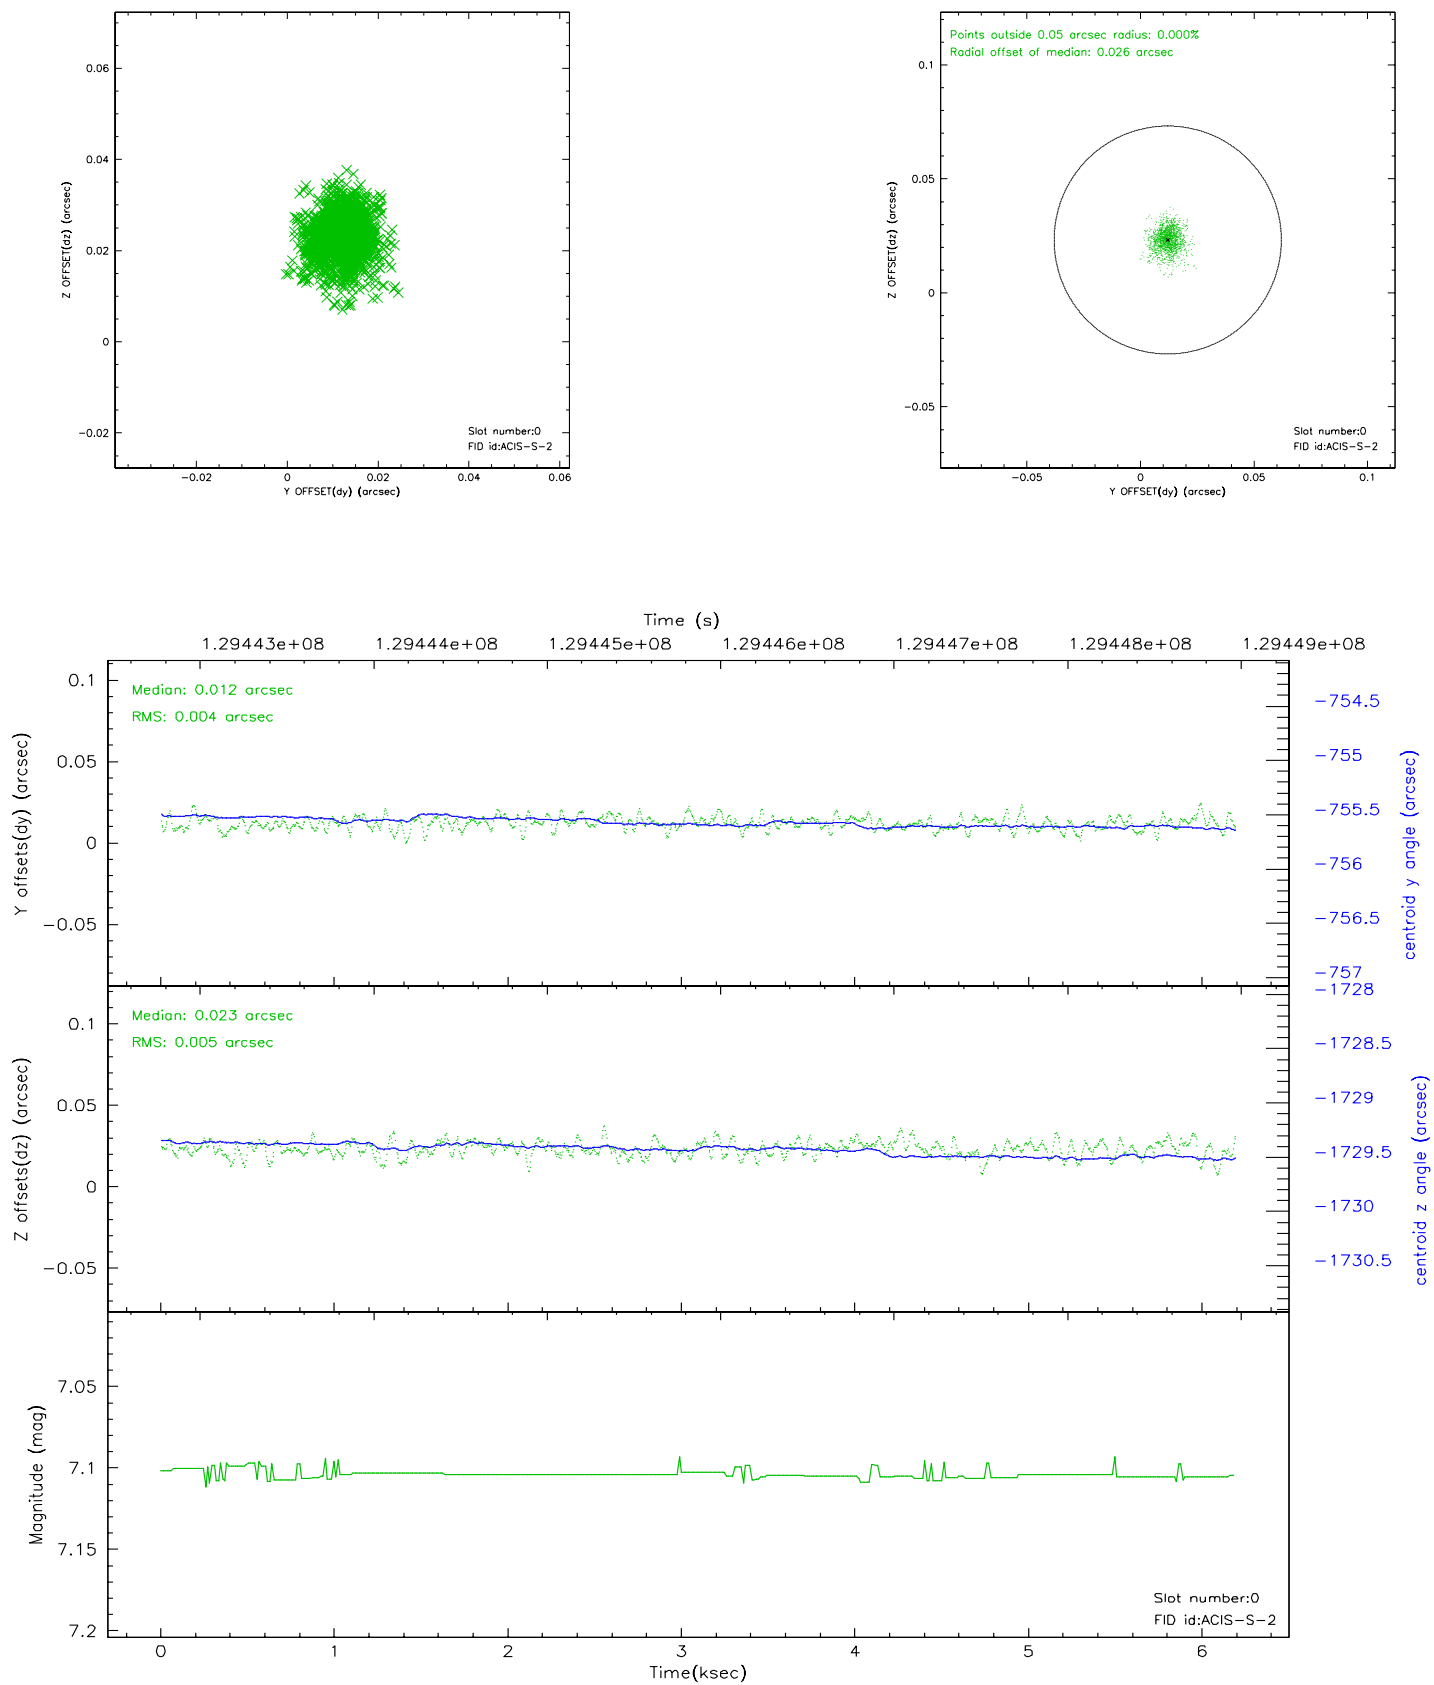 0.06
0.04
0.02
0
−0.02
Z OFFSET(dz) (arcsec)
Slot number:0
FID id:ACIS−S−2
−0.02
0
0.02
0.04
0.06
Y OFFSET(dy) (arcsec)
Points outside 0.05 arcsec radius: 0.000%
Radial offset of median: 0.026 arcsec
0.1
0.05
0
−0.05
Z OFFSET(dz) (arcsec)
Slot number:0
FID id:ACIS−S−2
−0.05
0
0.05
0.1
Y OFFSET(dy) (arcsec)
Time (s)
1.29443e+08
1.29444e+08
1.29445e+08
1.29446e+08
1.29447e+08
1.29448e+08
1.29449e+08
Median: 0.012 arcsec
RMS: 0.004 arcsec
0.1
0.05
0
−0.05
Y offsets(dy) (arcsec)
−754.5
−755
−755.5
−756
−756.5
−757
centroid y angle (arcsec)
Median: 0.023 arcsec
RMS: 0.005 arcsec
0.1
0.05
0
−0.05
Z offsets(dz) (arcsec)
−1728
−1728.5
−1729
−1729.5
−1730
−1730.5
centroid z angle (arcsec)
7.05
7.1
7.15
7.2
Magnitude (mag)
Slot number:0
FID id:ACIS−S−2
0
1
2
3
4
5
6
Time(ksec)